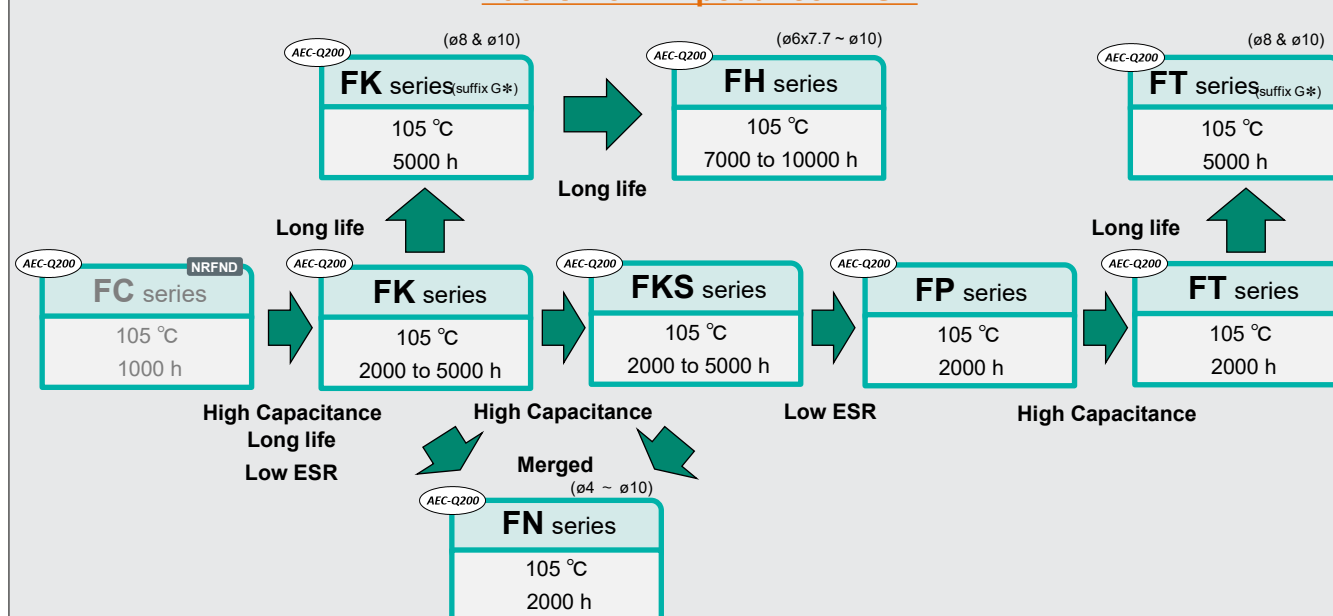 (ø8 & ø10)
AEC-Q200
FK series(suffix G*)
105 ℃
5000 h
(ø6x7.7 ~ ø10)
AEC-Q200
FH series
105 ℃
7000 to 10000 h
(ø8 & ø10)
AEC-Q200
FT series(suffix G*)
105 ℃
5000 h
Long life
Long life
Long life
AEC-Q200
NRFND
FC series
105 ℃
1000 h
AEC-Q200
FK series
105 ℃
2000 to 5000 h
AEC-Q200
FKS series
105 ℃
2000 to 5000 h
AEC-Q200
FP series
105 ℃
2000 h
AEC-Q200
FT series
105 ℃
2000 h
High Capacitance
Long life
Low ESR
High Capacitance
Low ESR
High Capacitance
Merged
(ø4 ~ ø10)
AEC-Q200
FN series
105 ℃
2000 h